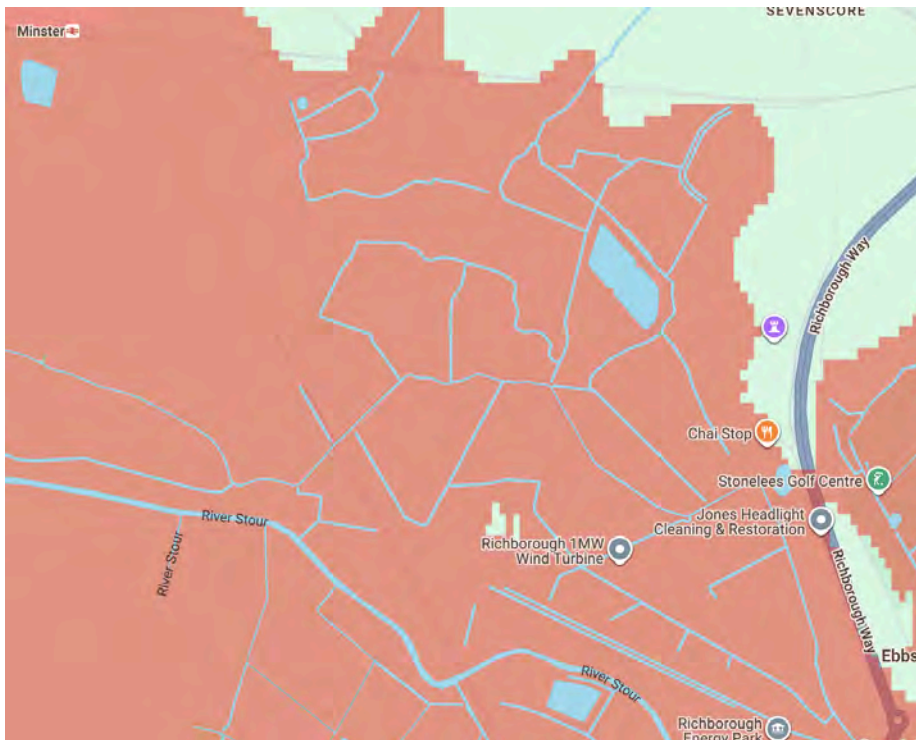 SEVENSCORE
Minster
Richborough Way
Chai Stop
Stonelees Golf Centre
Jones Headlight
Cleaning & Restoration
River Stour
River Stour
Richborough 1MW
Wind Turbine
Richborough Way
Ebbs
River Stour
Richborough
Energy Park